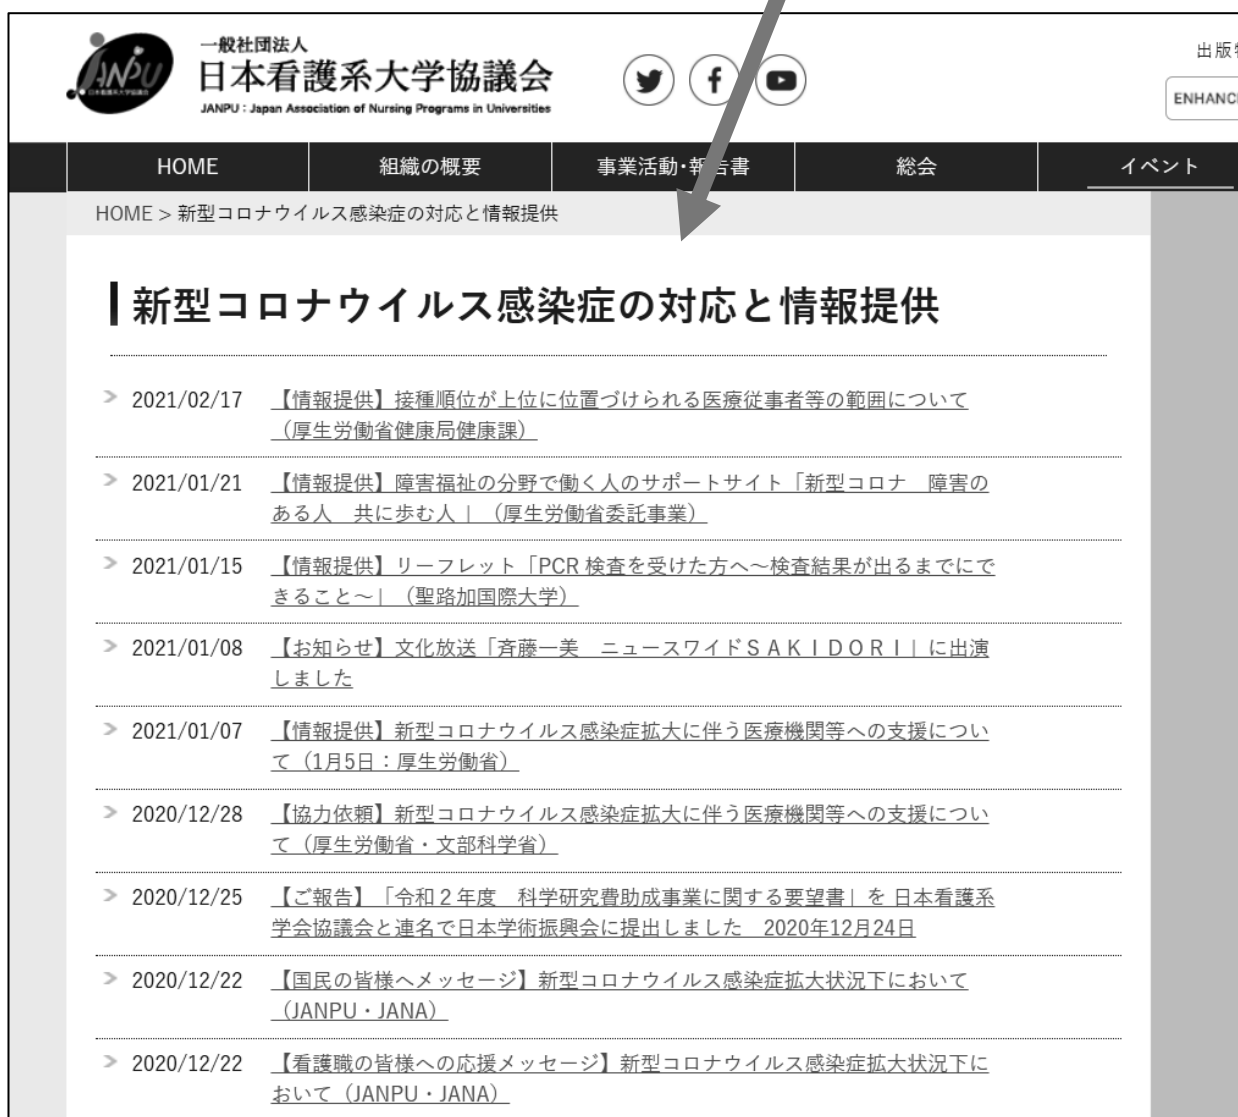 JANPU
日本看護系大学協議会
一般社団法人
日本看護系大学協議会
JANPU : Japan Association of Nursing Programs in Universities
出版
ENHANC
HOME
組織の概要
事業活動・報告書
総会
イベント
HOME > 新型コロナウイルス感染症の対応と情報提供
新型コロナウイルス感染症の対応と情報提供
2021/02/17 【情報提供】接種順位が上位に位置づけられる医療従事者等の範囲について
（厚生労働省健康局健康課）
2021/01/21 【情報提供】障害福祉の分野で働く人のサポートサイト「新型コロナ　障害の
ある人　共に歩む人」（厚生労働省委託事業）
2021/01/15 【情報提供】リーフレット「PCR 検査を受けた方へ～検査結果が出るまでにで
きること～」（聖路加国際大学）
2021/01/08 【お知らせ】文化放送「斉藤一美　ニュースワイドＳＡＫＩＤＯＲＩ」に出演
しました
2021/01/07 【情報提供】新型コロナウイルス感染症拡大に伴う医療機関等への支援につい
て（1月5日：厚生労働省）
2020/12/28 【協力依頼】新型コロナウイルス感染症拡大に伴う医療機関等への支援につい
て（厚生労働省・文部科学省）
2020/12/25 【ご報告】「令和２年度　科学研究費助成事業に関する要望書」を 日本看護系
学会協議会と連名で日本学術振興会に提出しました　2020年12月24日
2020/12/22 【国民の皆様へメッセージ】新型コロナウイルス感染症拡大状況下において
（JANPU・JANA）
2020/12/22 【看護職の皆様への応援メッセージ】新型コロナウイルス感染症拡大状況下に
おいて（JANPU・JANA）